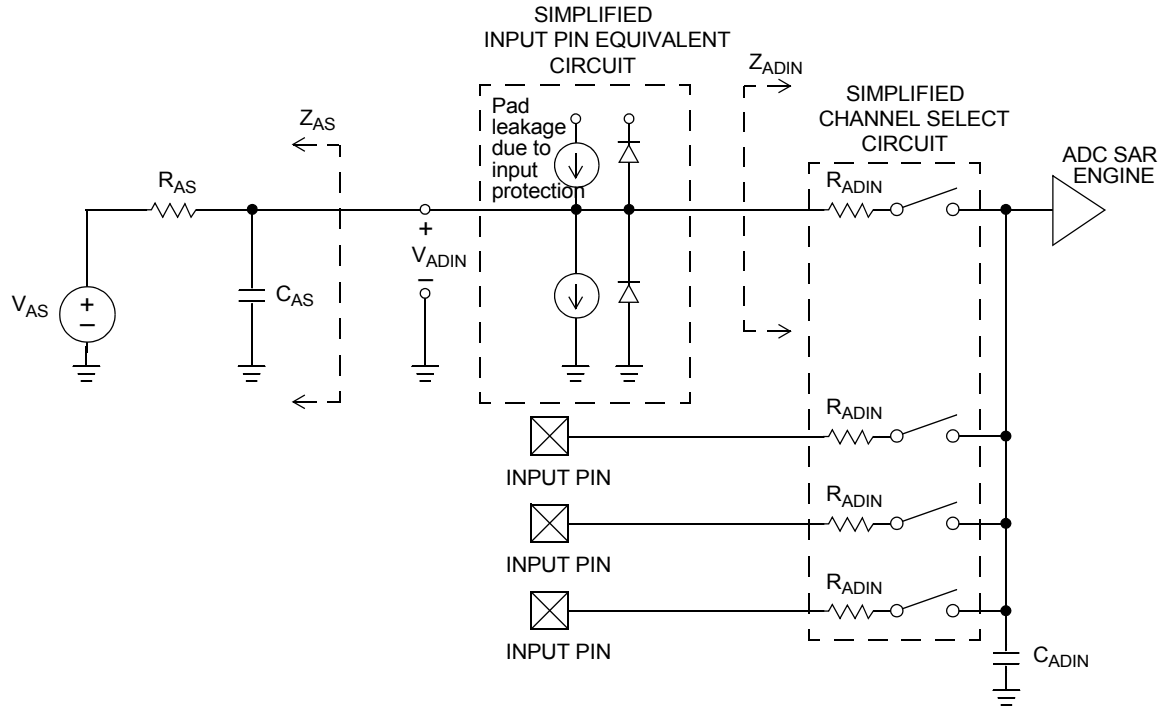 SIMPLIFIED
INPUT PIN EQUIVALENT
CIRCUIT
Pad
leakage
due to
input
protection
ZAS
ZADIN
SIMPLIFIED
CHANNEL SELECT
CIRCUIT
ADC SAR
ENGINE
RAS
RADIN
+
VADIN
–
CAS
VAS
+
–
RADIN
INPUT PIN
RADIN
INPUT PIN
RADIN
INPUT PIN
CADIN